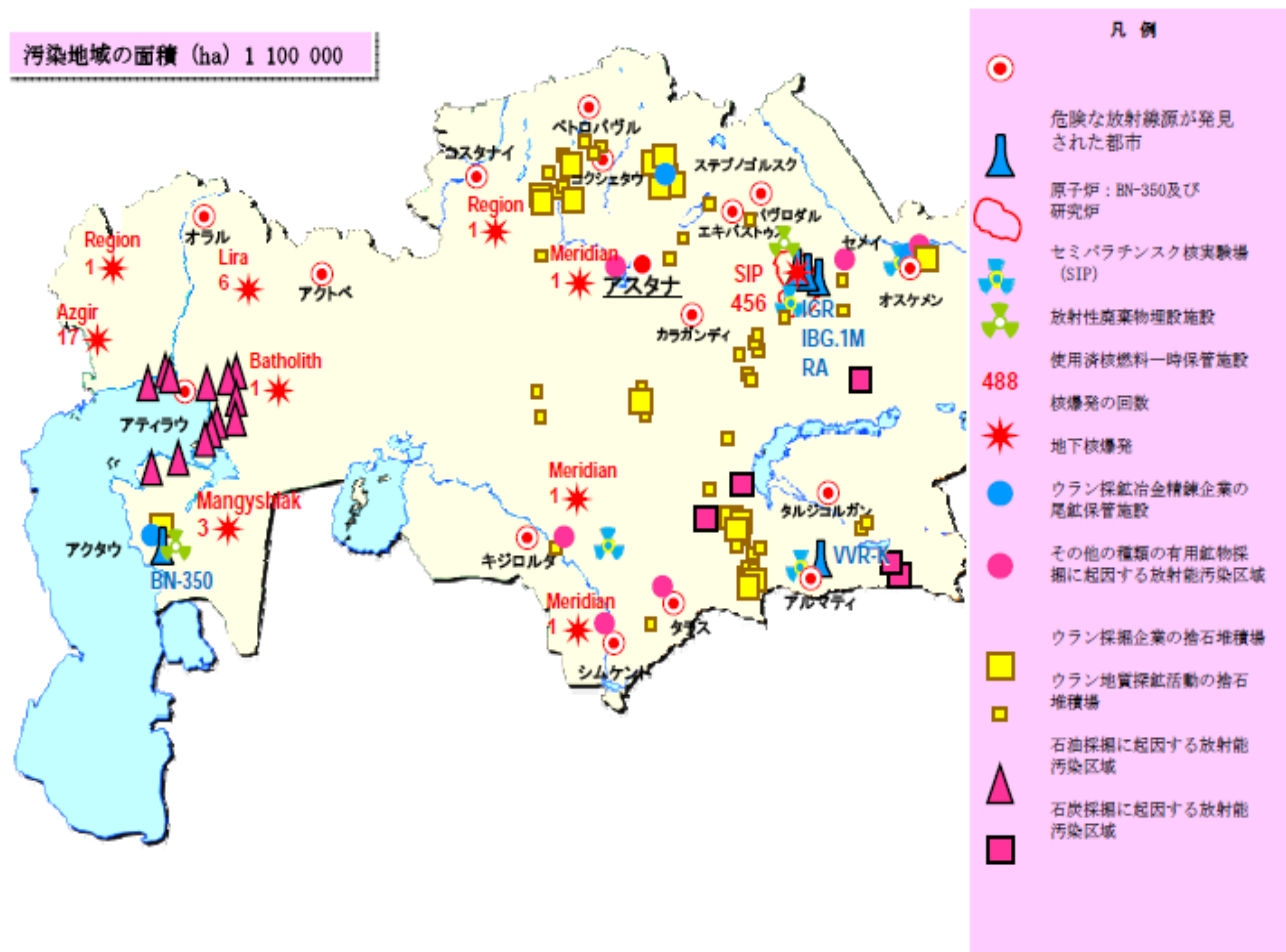 汚染地域の面積 (ha) 1 100 000
ペトロパヴル
コスタナイ
コクシェタウ
ステプノゴルスク
パヴロダル
エキバストゥズ
セメイ
オスケメン
オラル
アクトベ
Region
1
Region
1
Lira
6
Azgir
17
Meridian
1
アスタナ
SIP
456
IGR
IBG.1M
RA
カラガンディ
Batholith
1
アティラウ
Mangyshlak
3
アクタウ
BN-350
Meridian
1
キジロルダ
タルジコルガン
VVR-K
アルマティ
Meridian
1
タラス
シムケント
凡 例
危険な放射線源が発見
された都市
原子炉：BN-350及び
研究炉
セミパラチンスク核実験場
(SIP)
放射性廃棄物埋設施設
使用済核燃料一時保管施設
488
核爆発の回数
地下核爆発
ウラン採鉱冶金精錬企業の
尾鉱保管施設
その他の種類の有用鉱物採
掘に起因する放射能汚染区域
ウラン採掘企業の捨石堆積場
ウラン地質探鉱活動の捨石
堆積場
石油採掘に起因する放射能
汚染区域
石炭採掘に起因する放射能
汚染区域